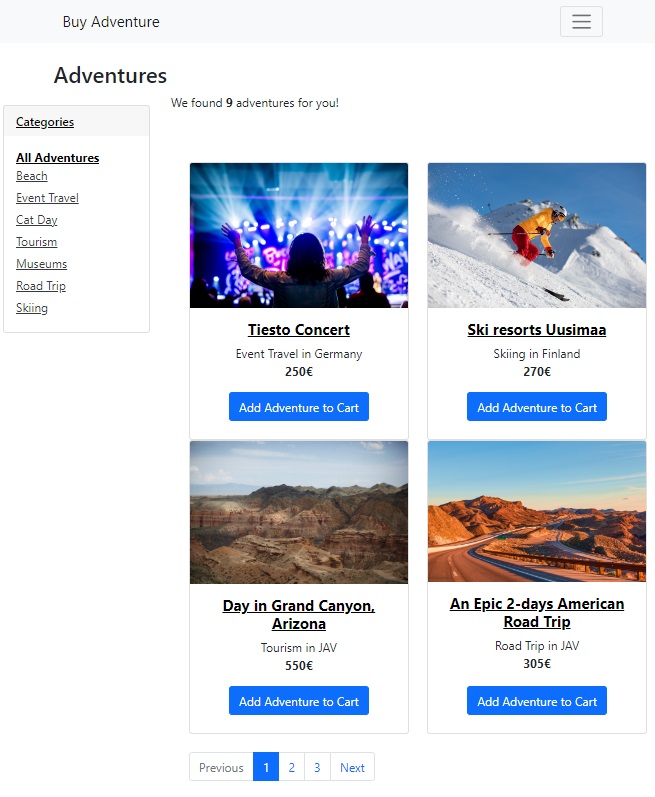 Buy Adventure
Adventures
We found 9 adventures for you!
Categories
All Adventures
Beach
Event Travel
Cat Day
Tourism
Museums
Road Trip
Skiing
Tiesto Concert
Event Travel in Germany
250€
Add Adventure to Cart
Ski resorts Uusimaa
Skiing in Finland
270€
Add Adventure to Cart
Day in Grand Canyon,
Arizona
Tourism in JAV
550€
Add Adventure to Cart
An Epic 2-days American
Road Trip
Road Trip in JAV
305€
Add Adventure to Cart
Previous 1 2 3 Next